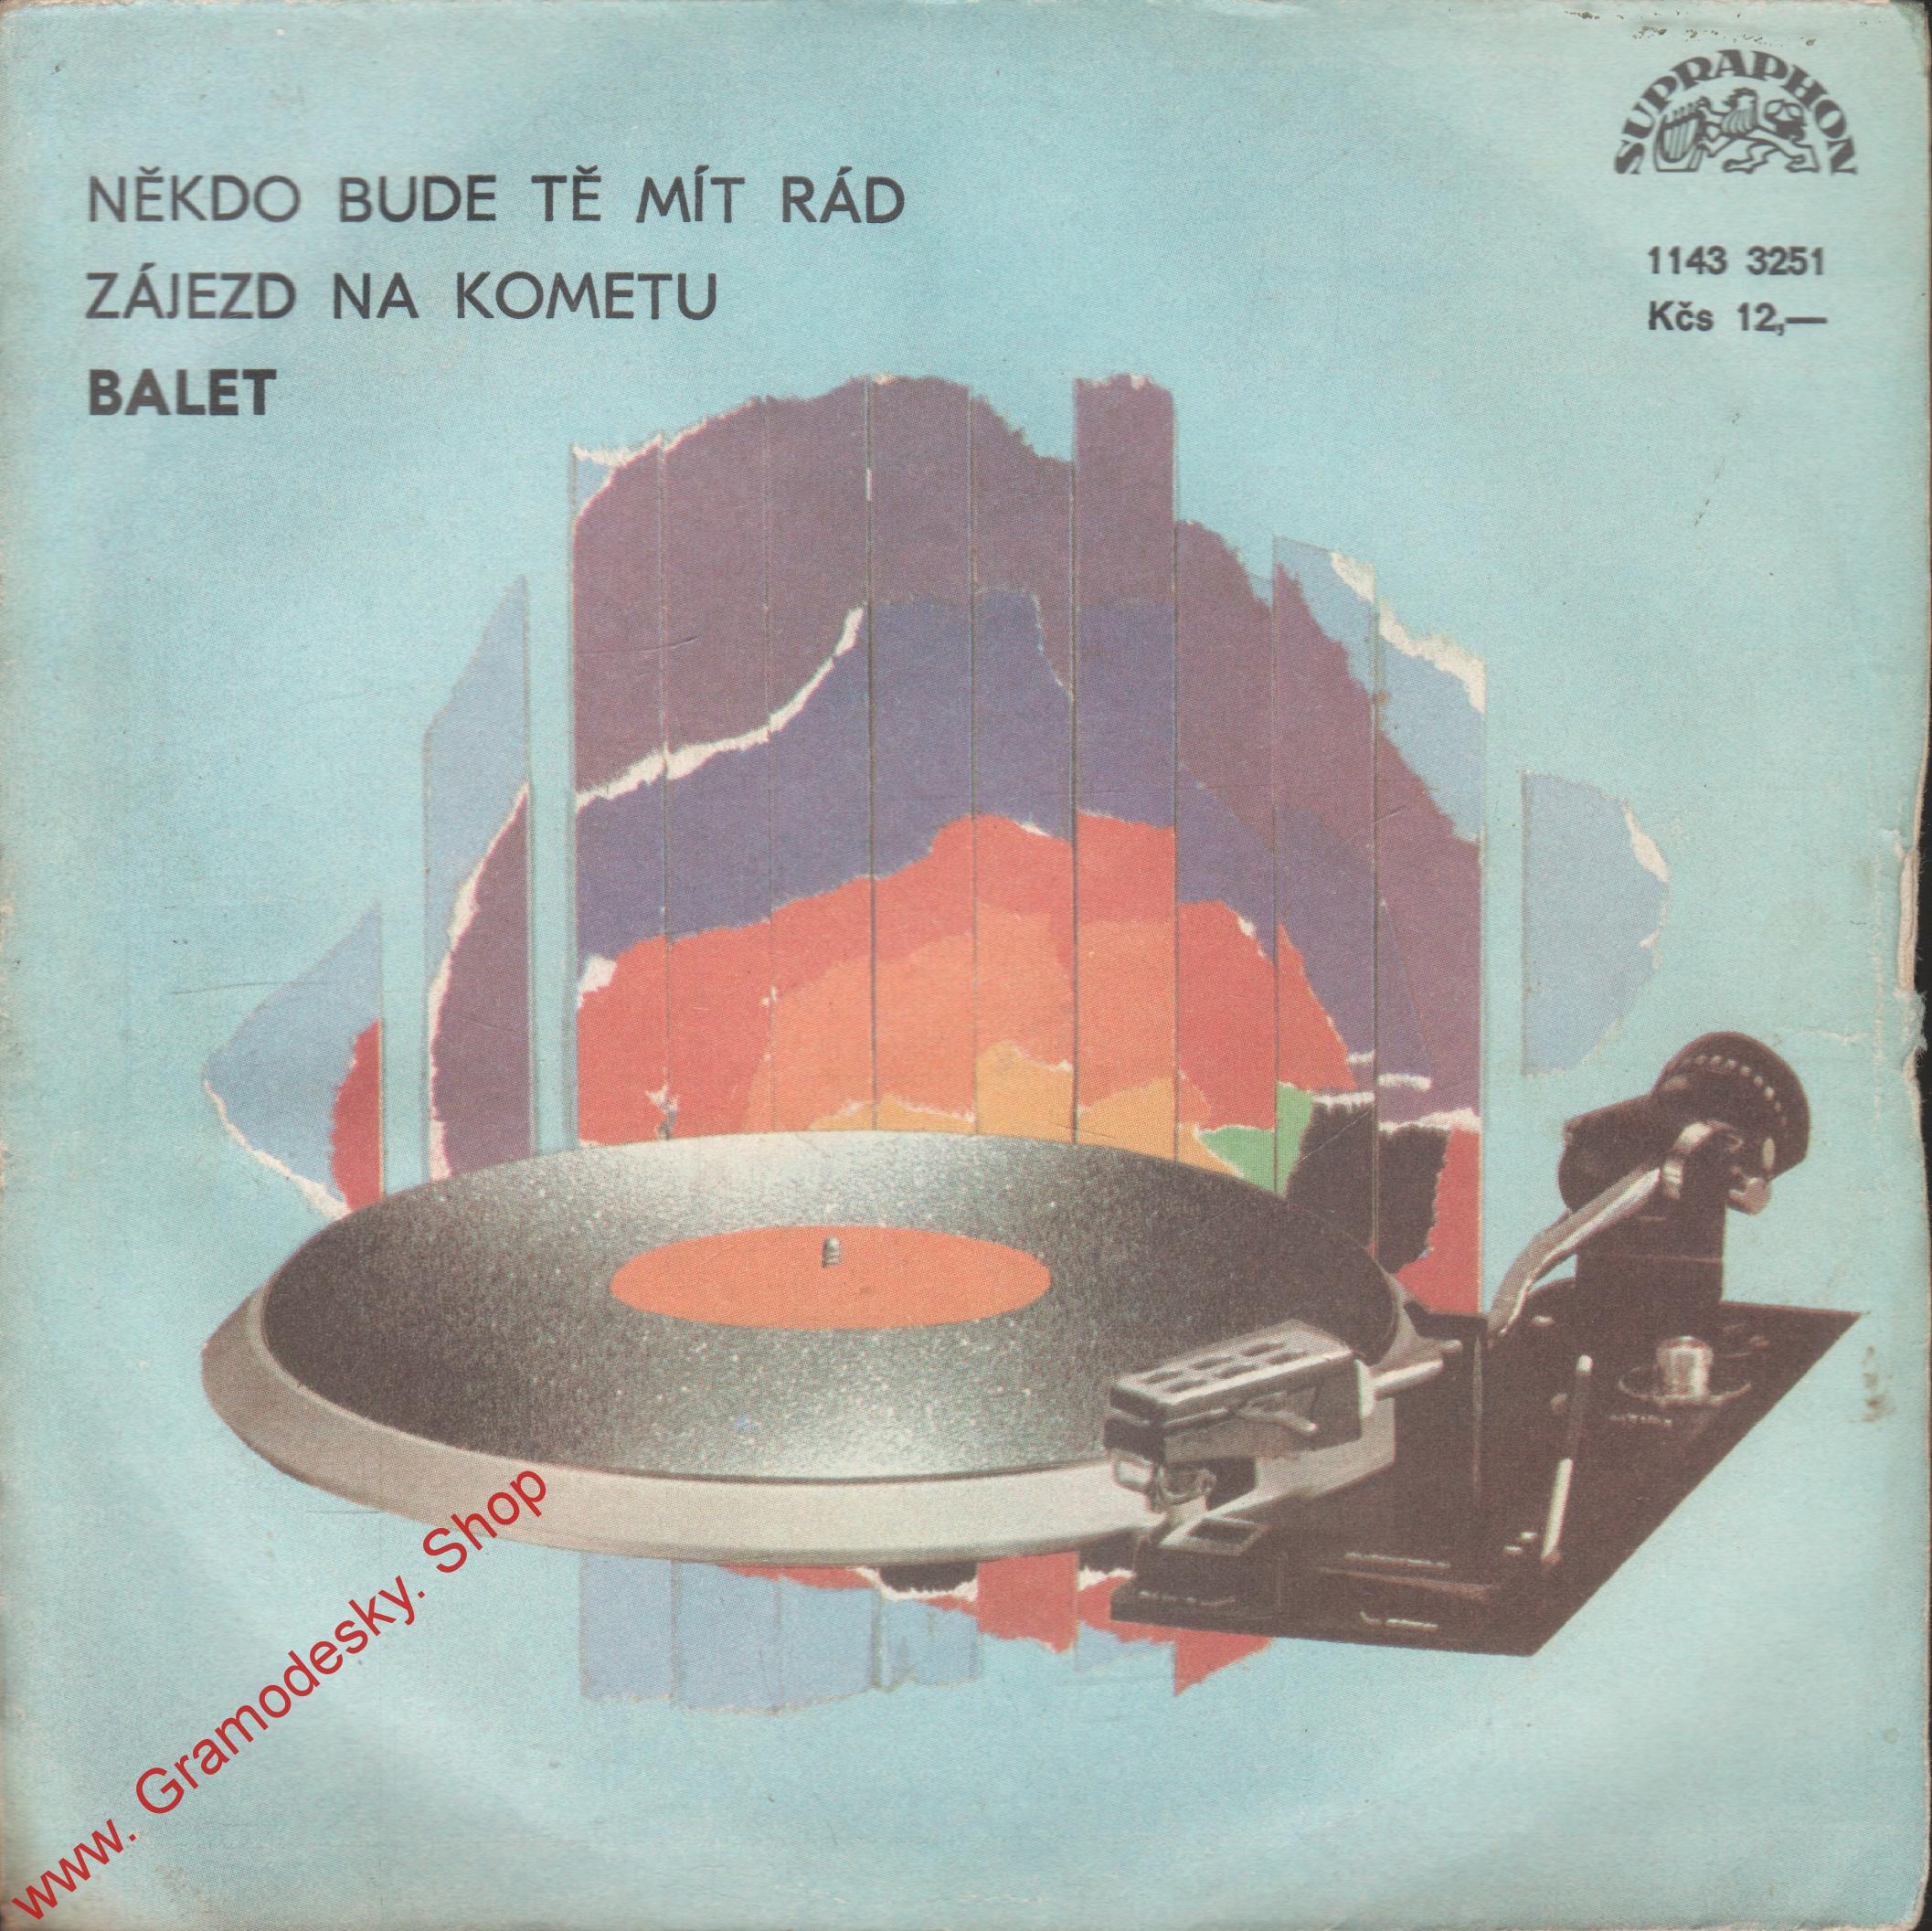 SUPRAPHON
NĚKDO BUDE TĚ MÍT RÁD
ZÁJEZD NA KOMETU
BALET
1143 3251
Kčs 12,—
www. Gramodesky. Shop